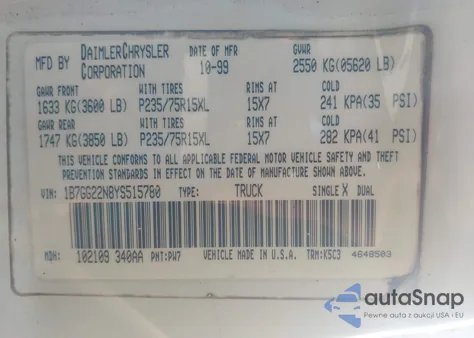 MFD BY DAIMLERCHRYSLER CORPORATION DATE OF MFR 10-99 GVWR 2550 KG(05620 LB)
GAWR FRONT WITH TIRES RIMS AT COLD
1633 KG(3600 LB) P235/75R15XL 15X7 241 KPA(35 PSI)
GAWR REAR WITH TIRES RIMS AT COLD
1747 KG(3850 LB) P235/75R15XL 15X7 282 KPA(41 PSI)
THIS VEHICLE CONFORMS TO ALL APPLICABLE FEDERAL MOTOR VEHICLE SAFETY AND THEFT
PREVENTION STANDARDS IN EFFECT ON THE DATE OF MANUFACTURE SHOWN ABOVE.
VIN: 1B7GG22N8YS515780 TYPE: TRUCK SINGLE X DUAL
MDH: 102109 340AA PNT:PW7 VEHICLE MADE IN U.S.A. TRM:K5C3 4648503
autoSnap
Pewne auta z aukcji USA i EU